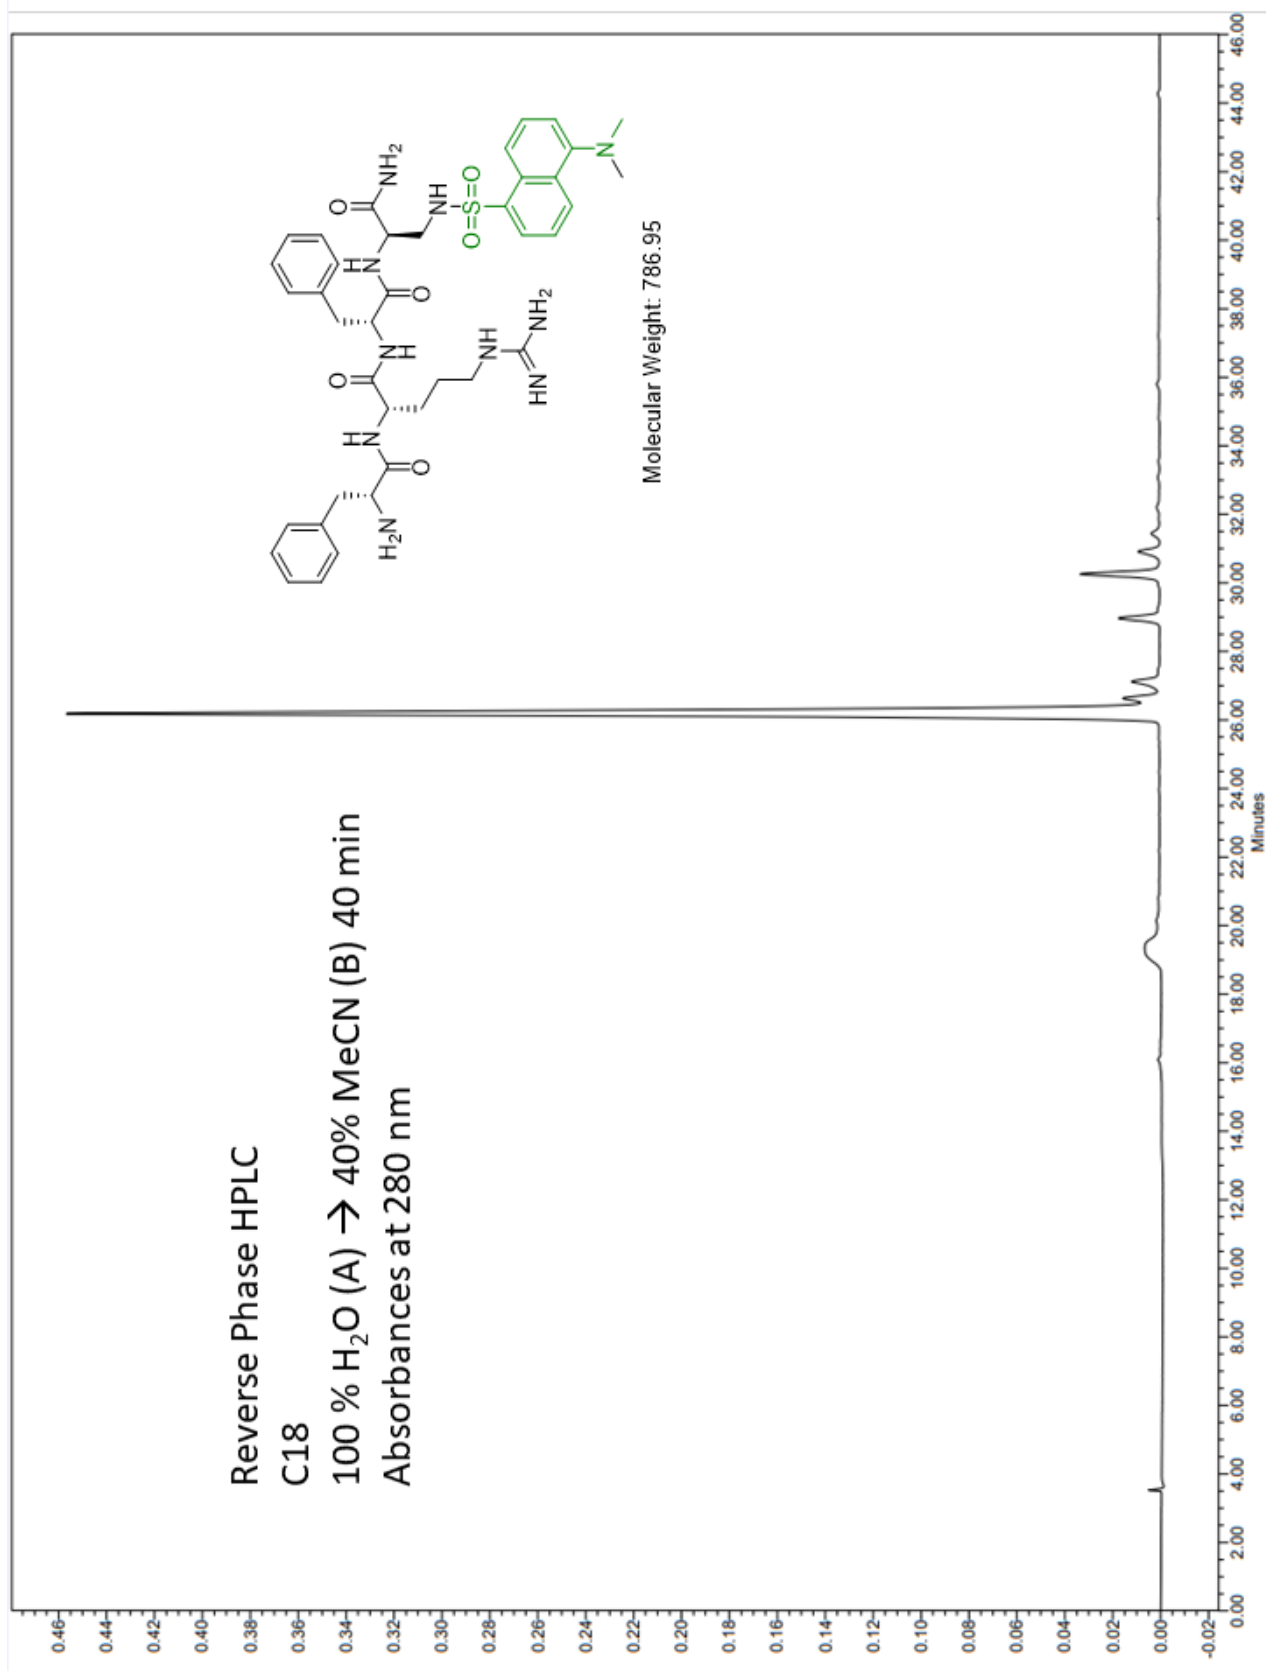 Reverse Phase HPLC
C18
100 % H₂O (A) → 40% MeCN (B) 40 min
Absorbances at 280 nm
H₂N
O
H
N
O
N
H
O
H
N
O
NH₂
NH
HN
NH₂
NH
O=S=O
N
Molecular Weight: 786.95
0.46
0.44
0.42
0.40
0.38
0.36
0.34
0.32
0.30
0.28
0.26
0.24
0.22
0.20
0.18
0.16
0.14
0.12
0.10
0.08
0.06
0.04
0.02
0.00
-0.02
0.00 2.00 4.00 6.00 8.00 10.00 12.00 14.00 16.00 18.00 20.00 22.00 24.00 26.00 28.00 30.00 32.00 34.00 36.00 38.00 40.00 42.00 44.00 46.00
Minutes